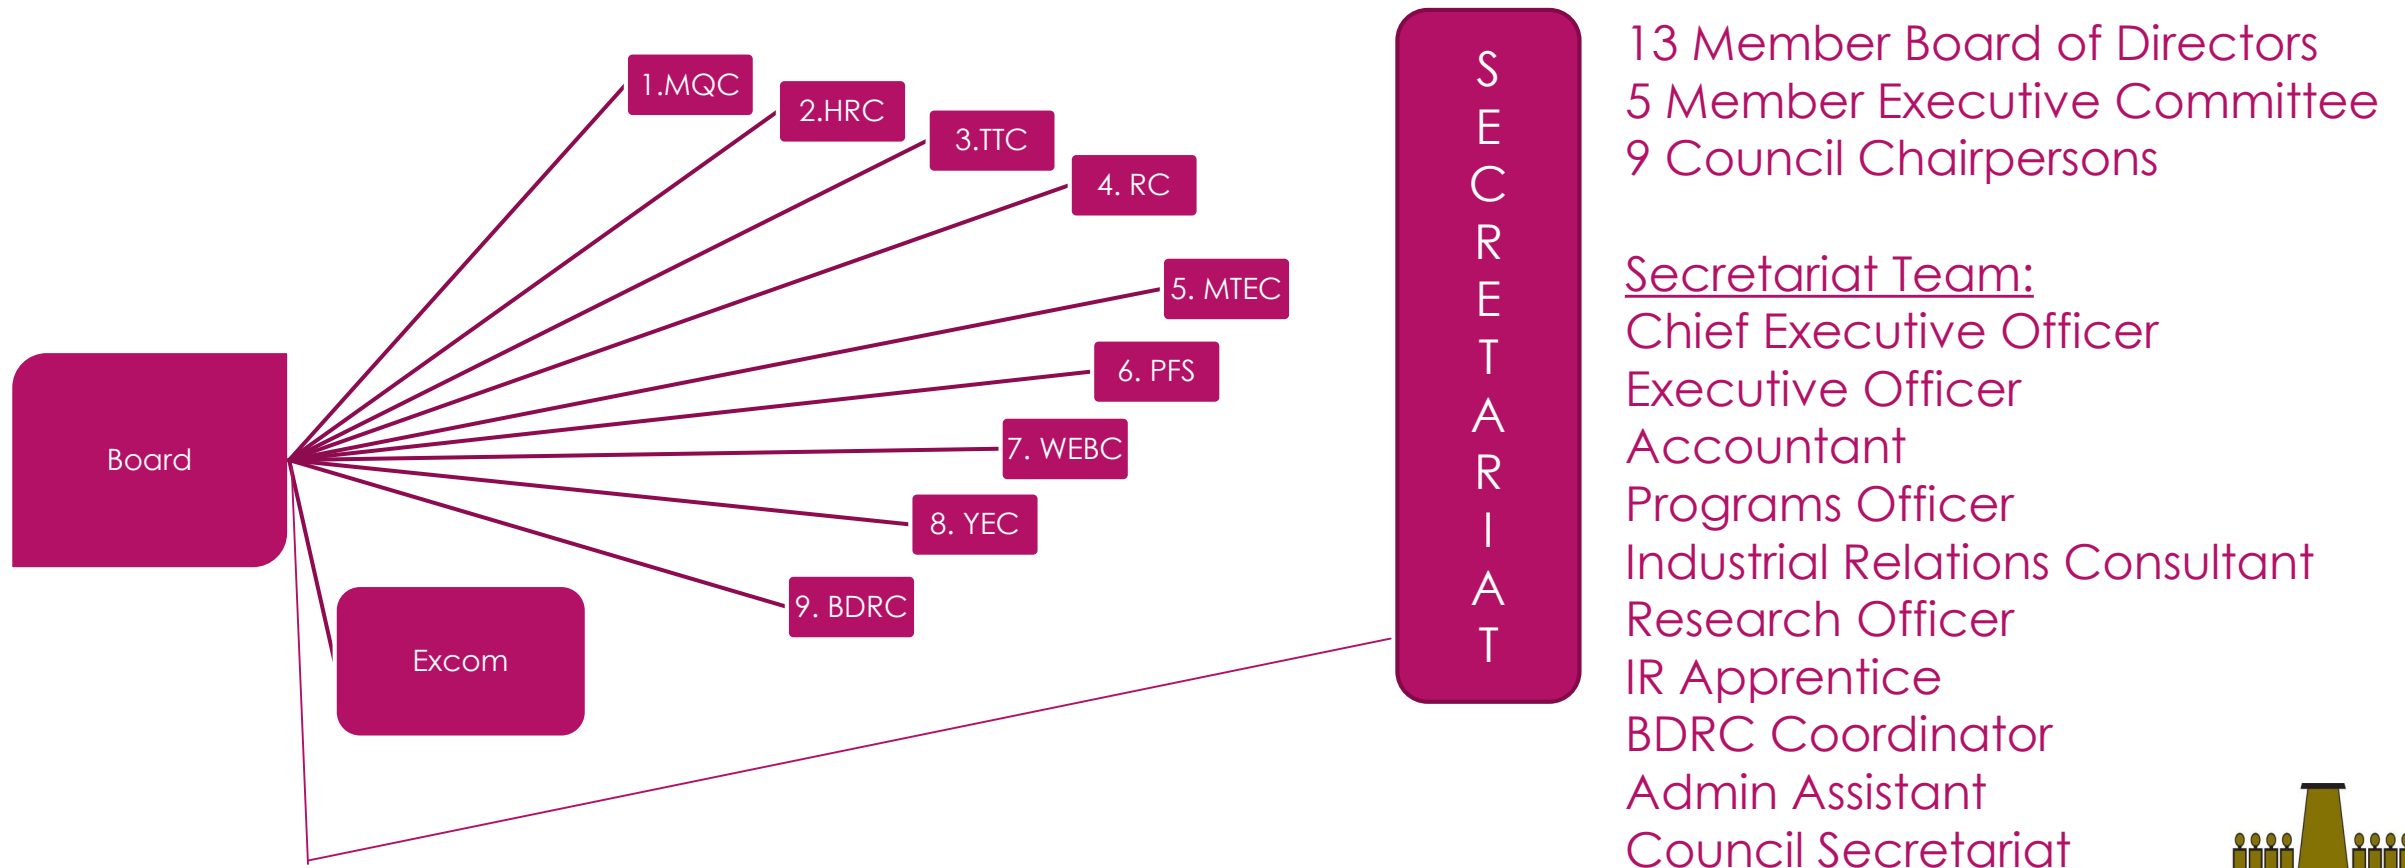 1.MQC
2.HRC
3.TTC
4. RC
5. MTEC
6. PFS
7. WEBC
8. YEC
9. BDRC
Board
Excom
S
E
C
R
E
T
A
R
I
A
T
13 Member Board of Directors
5 Member Executive Committee
9 Council Chairpersons
Secretariat Team:
Chief Executive Officer
Executive Officer
Accountant
Programs Officer
Industrial Relations Consultant
Research Officer
IR Apprentice
BDRC Coordinator
Admin Assistant
Council Secretariat